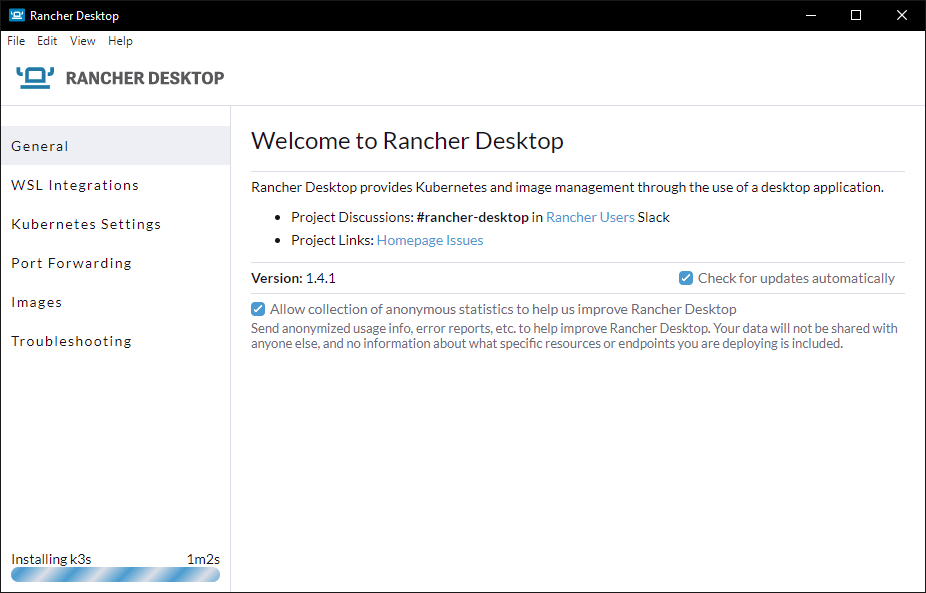 Rancher Desktop
File Edit View Help
RANCHER DESKTOP
General
WSL Integrations
Kubernetes Settings
Port Forwarding
Images
Troubleshooting
Installing k3s 1m2s
Welcome to Rancher Desktop
Rancher Desktop provides Kubernetes and image management through the use of a desktop application.
• Project Discussions: #rancher-desktop in Rancher Users Slack
• Project Links: Homepage Issues
Version: 1.4.1 Check for updates automatically
Allow collection of anonymous statistics to help us improve Rancher Desktop
Send anonymized usage info, error reports, etc. to help improve Rancher Desktop. Your data will not be shared with
anyone else, and no information about what specific resources or endpoints you are deploying is included.